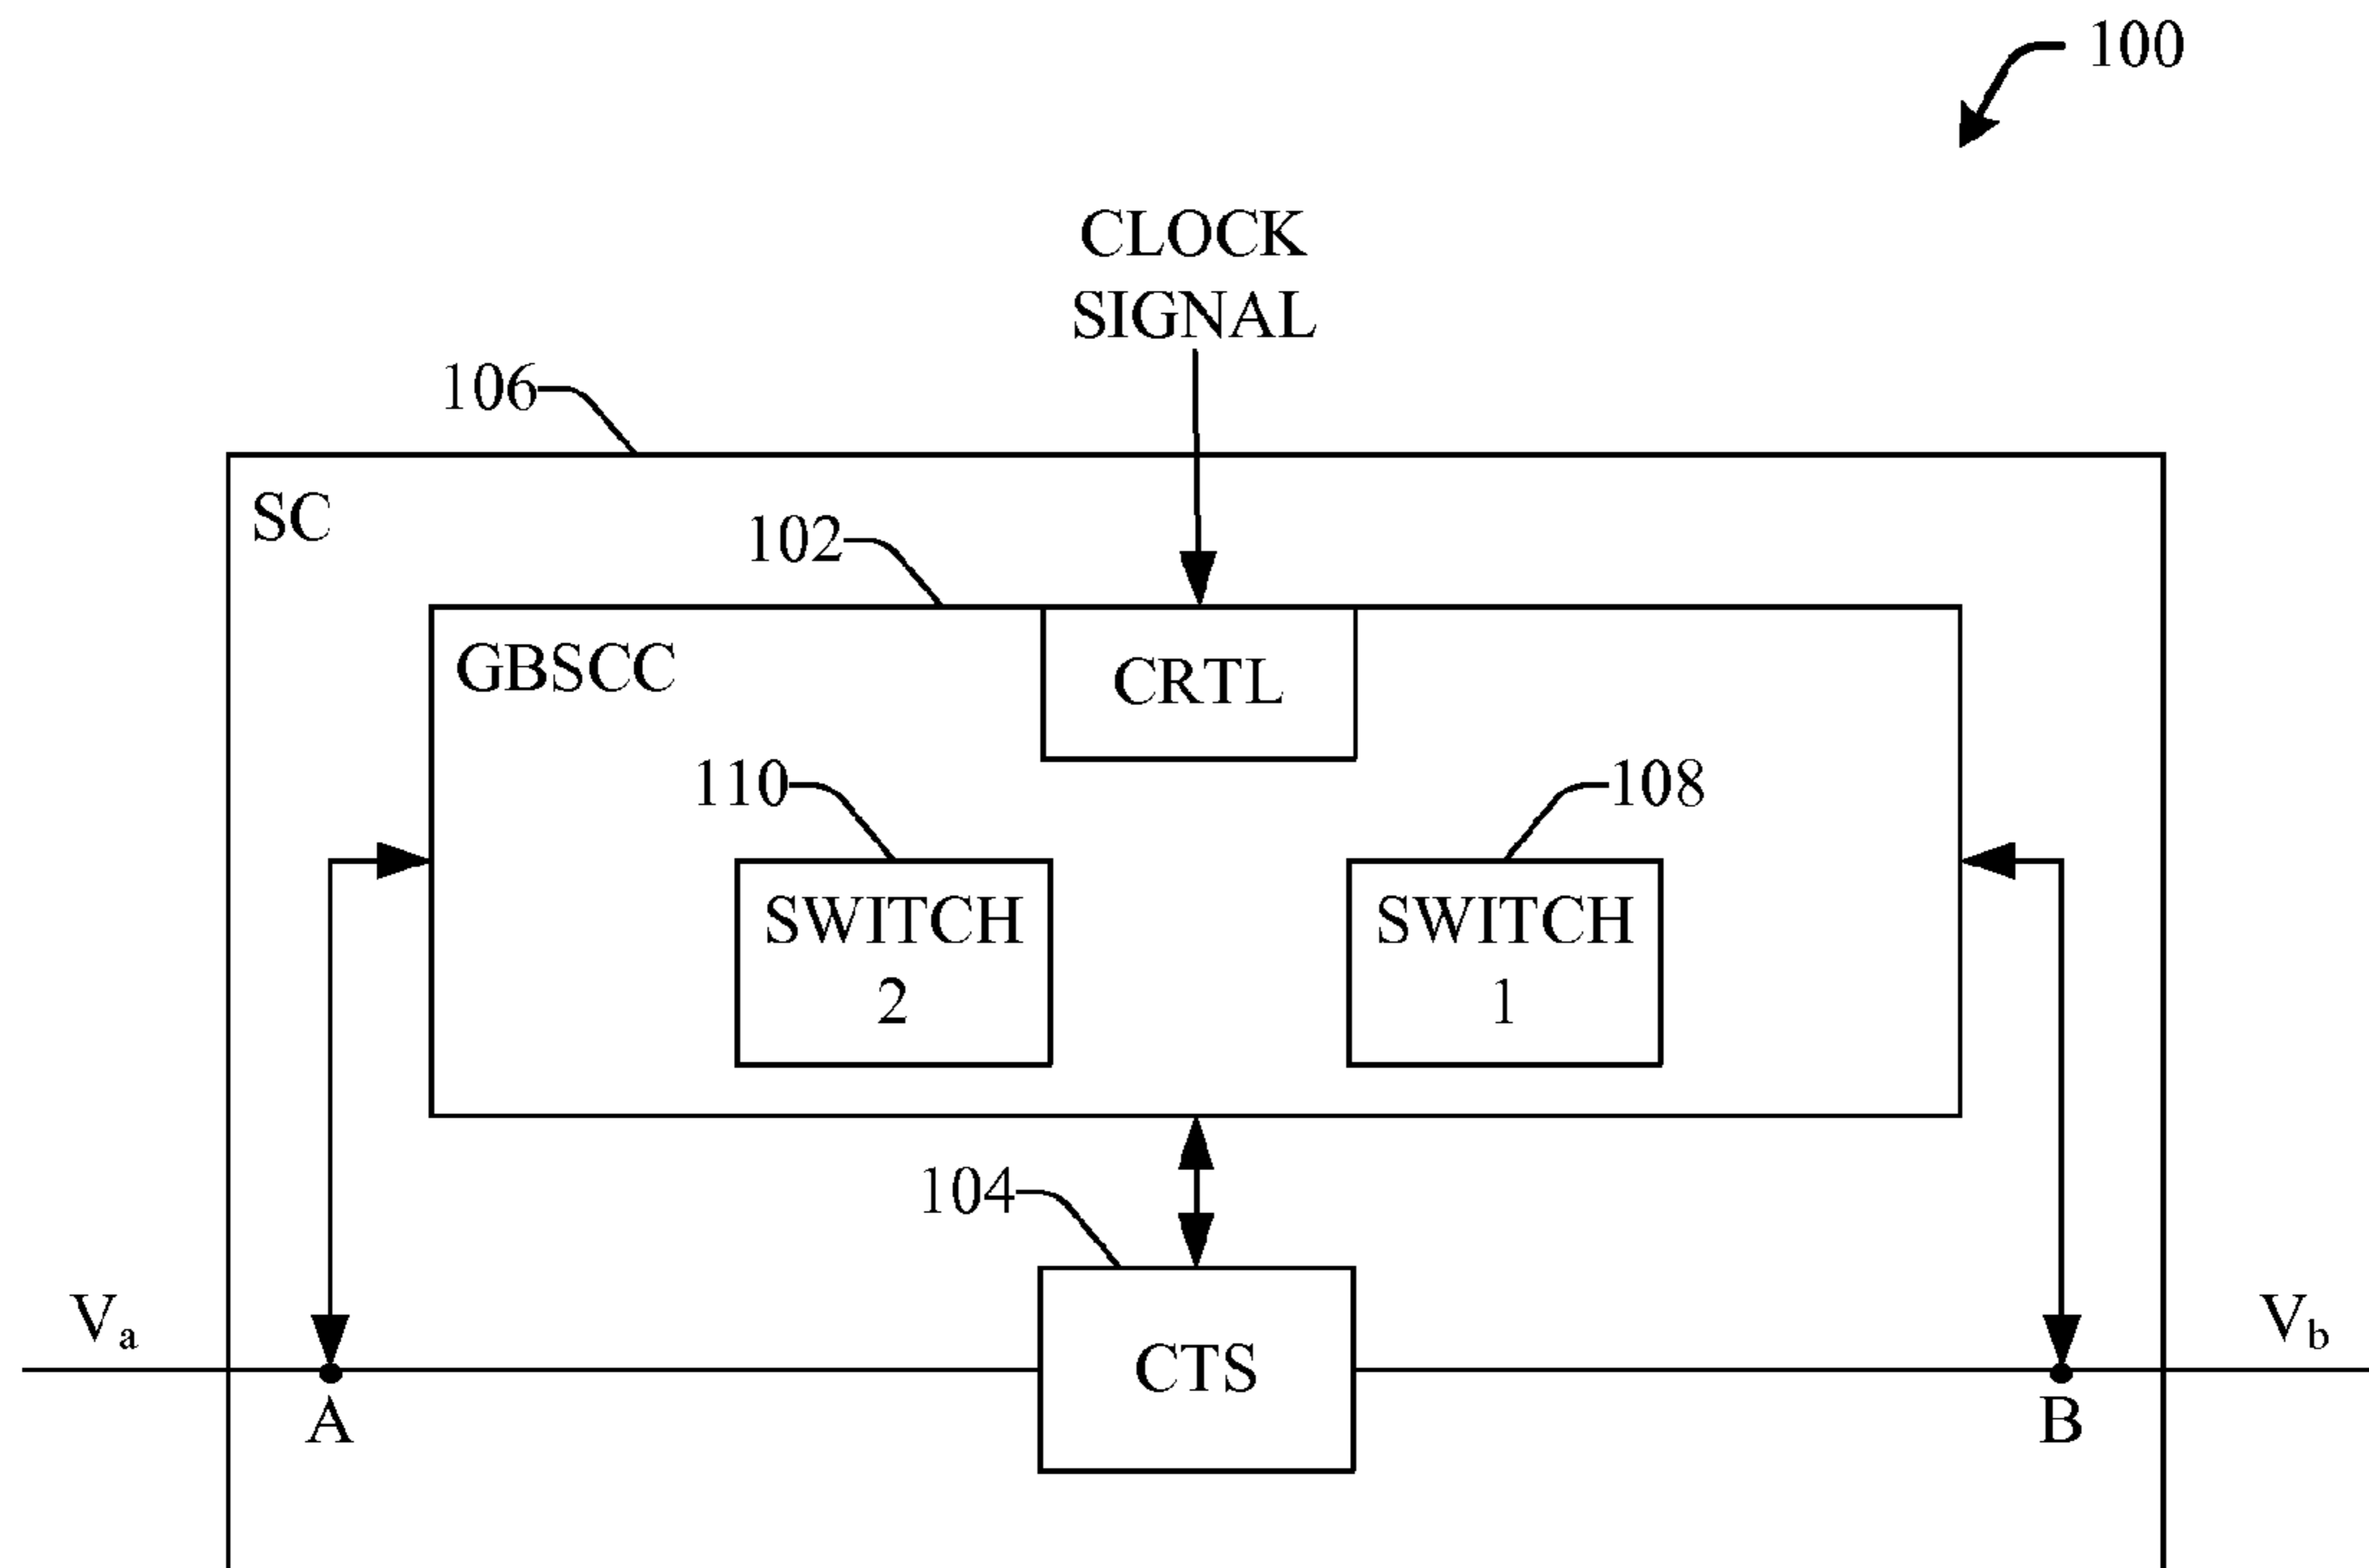 100
CLOCK
SIGNAL
106
SC
102
GBSCC
CRTL
110
108
SWITCH
2
SWITCH
1
104
Va
Vb
CTS
A
B